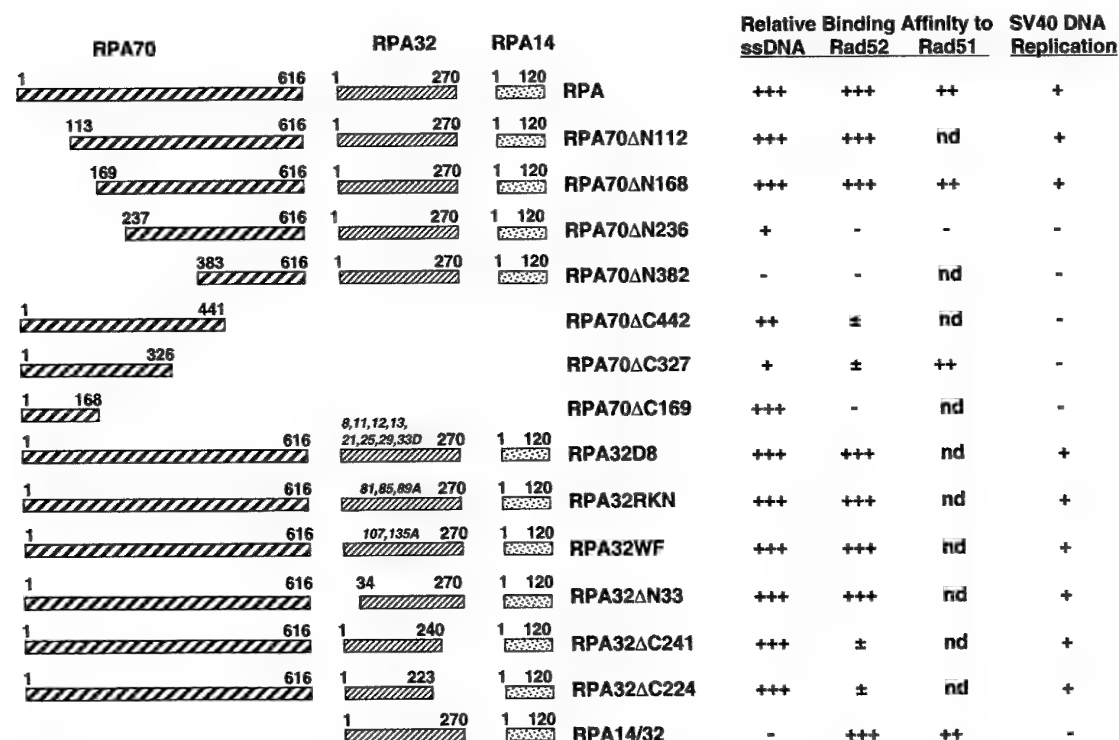 Relative Binding Affinity to SV40 DNA
RPA70 RPA32 RPA14 ssDNA Rad52 Rad51 Replication
1 616 1 270 1 120 RPA +++ +++ ++ +
113 616 1 270 1 120 RPA70ΔN112 +++ +++ nd +
169 616 1 270 1 120 RPA70ΔN168 +++ +++ ++ +
237 616 1 270 1 120 RPA70ΔN236 + - - -
383 616 1 270 1 120 RPA70ΔN382 - - nd -
1 441 RPA70ΔC442 ++ ± nd -
1 326 RPA70ΔC327 + ± ++ -
1 168 RPA70ΔC169 +++ - nd -
8,11,12,13,
1 616 21,25,29,33D 270 1 120 RPA32D8 +++ +++ nd +
1 616 81,85,89A 270 1 120 RPA32RKN +++ +++ nd +
1 616 107,135A 270 1 120 RPA32WF +++ +++ nd +
1 616 34 270 1 120 RPA32ΔN33 +++ +++ nd +
1 616 1 240 1 120 RPA32ΔC241 +++ ± nd +
1 616 1 223 1 120 RPA32ΔC224 +++ ± nd +
1 270 1 120 RPA14/32 - +++ ++ -